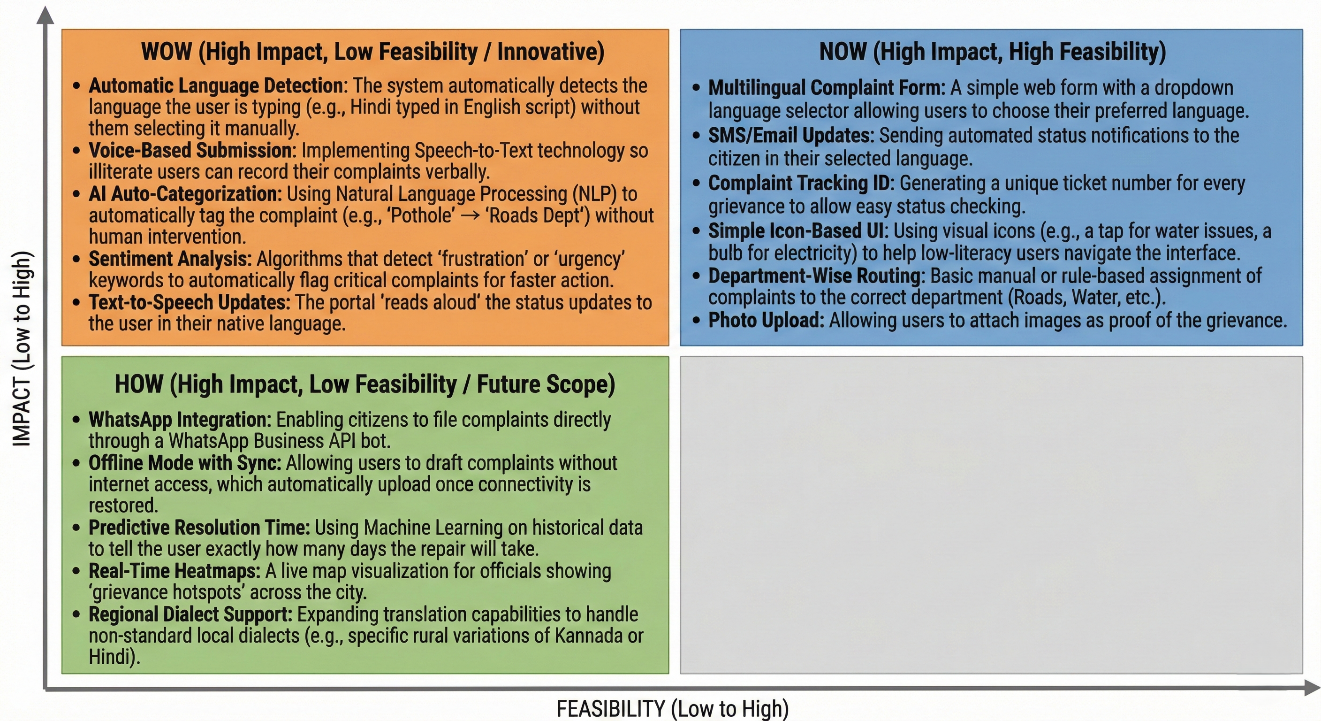 WOW (High Impact, Low Feasibility / Innovative)
• Automatic Language Detection: The system automatically detects the
language the user is typing (e.g., Hindi typed in English script) without
them selecting it manually.
• Voice-Based Submission: Implementing Speech-to-Text technology so
illiterate users can record their complaints verbally.
• AI Auto-Categorization: Using Natural Language Processing (NLP) to
automatically tag the complaint (e.g., ‘Pothole’ → ‘Roads Dept’) without
human intervention.
• Sentiment Analysis: Algorithms that detect ‘frustration’ or ‘urgency’
keywords to automatically flag critical complaints for faster action.
• Text-to-Speech Updates: The portal ‘reads aloud’ the status updates to
the user in their native language.
NOW (High Impact, High Feasibility)
• Multilingual Complaint Form: A simple web form with a dropdown
language selector allowing users to choose their preferred language.
• SMS/Email Updates: Sending automated status notifications to the
citizen in their selected language.
• Complaint Tracking ID: Generating a unique ticket number for every
grievance to allow easy status checking.
• Simple Icon-Based UI: Using visual icons (e.g., a tap for water issues, a
bulb for electricity) to help low-literacy users navigate the interface.
• Department-Wise Routing: Basic manual or rule-based assignment of
complaints to the correct department (Roads, Water, etc.).
• Photo Upload: Allowing users to attach images as proof of the grievance.
HOW (High Impact, Low Feasibility / Future Scope)
• WhatsApp Integration: Enabling citizens to file complaints directly
through a WhatsApp Business API bot.
• Offline Mode with Sync: Allowing users to draft complaints without
internet access, which automatically upload once connectivity is
restored.
• Predictive Resolution Time: Using Machine Learning on historical data
to tell the user exactly how many days the repair will take.
• Real-Time Heatmaps: A live map visualization for officials showing
‘grievance hotspots’ across the city.
• Regional Dialect Support: Expanding translation capabilities to handle
non-standard local dialects (e.g., specific rural variations of Kannada or
Hindi).
IMPACT (Low to High)
FEASIBILITY (Low to High)